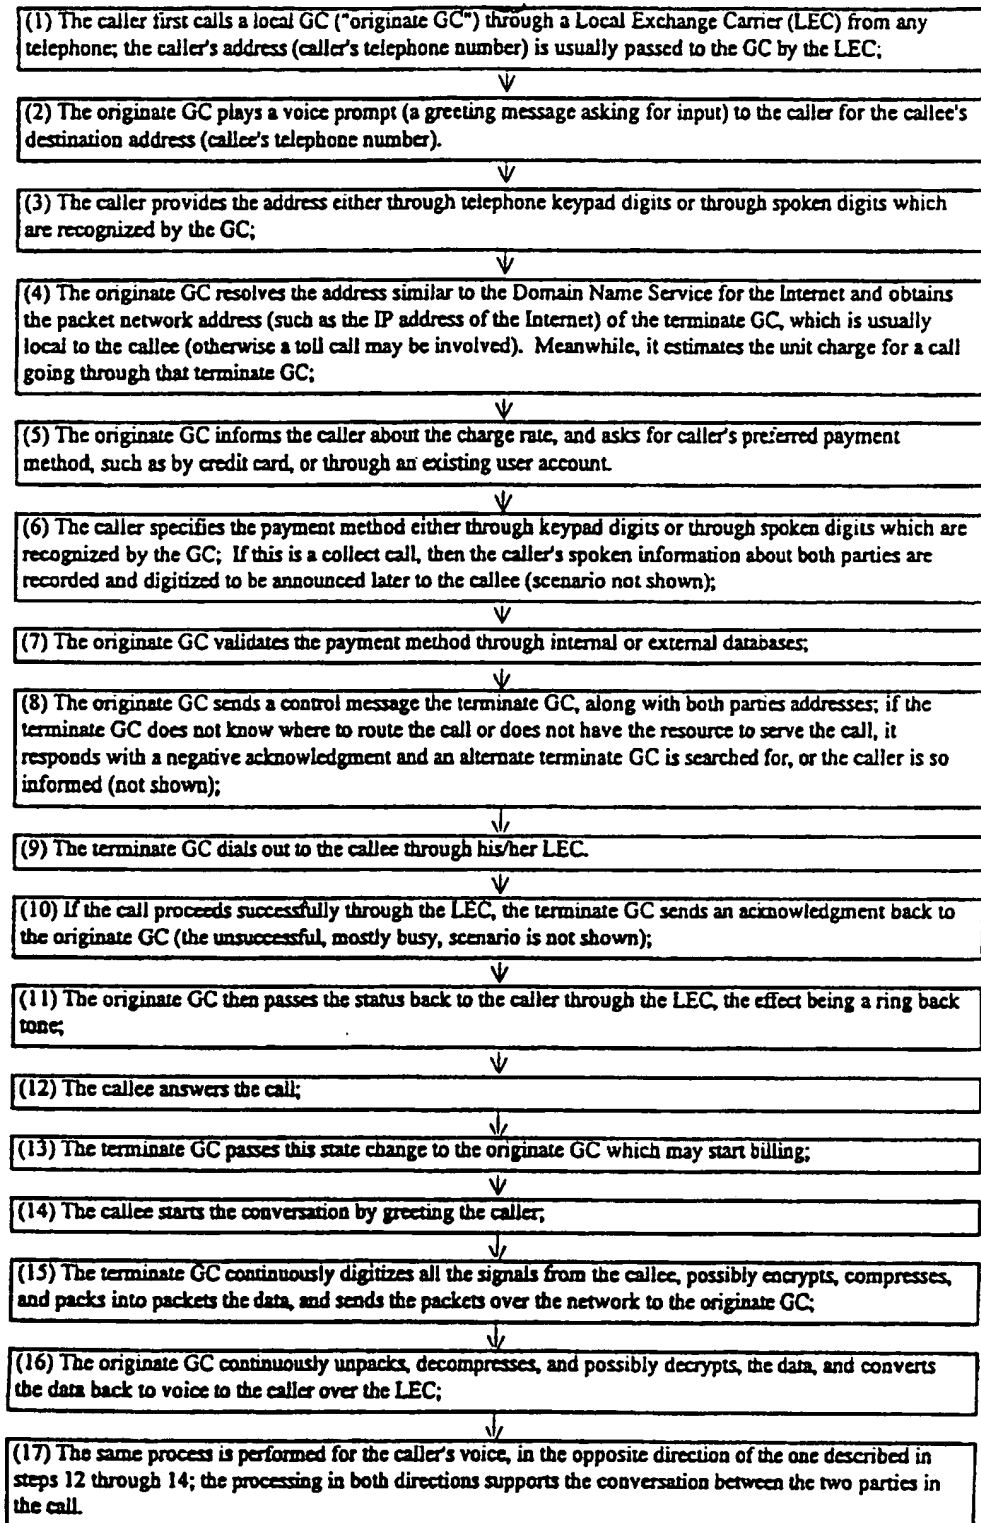 (1) The caller first calls a local GC ("originate GC") through a Local Exchange Carrier (LEC) from any
telephone; the caller's address (caller's telephone number) is usually passed to the GC by the LEC;
(2) The originate GC plays a voice prompt (a greeting message asking for input) to the caller for the callee's
destination address (callee's telephone number).
(3) The caller provides the address either through telephone keypad digits or through spoken digits which
are recognized by the GC;
(4) The originate GC resolves the address similar to the Domain Name Service for the Internet and obtains
the packet network address (such as the IP address of the Internet) of the terminate GC, which is usually
local to the callee (otherwise a toll call may be involved). Meanwhile, it estimates the unit charge for a call
going through that terminate GC;
(5) The originate GC informs the caller about the charge rate, and asks for caller's preferred payment
method, such as by credit card, or through an existing user account.
(6) The caller specifies the payment method either through keypad digits or through spoken digits which are
recognized by the GC; If this is a collect call, then the caller's spoken information about both parties are
recorded and digitized to be announced later to the callee (scenario not shown);
(7) The originate GC validates the payment method through internal or external databases;
(8) The originate GC sends a control message the terminate GC, along with both parties addresses; if the
terminate GC does not know where to route the call or does not have the resource to serve the call, it
responds with a negative acknowledgment and an alternate terminate GC is searched for, or the caller is so
informed (not shown);
(9) The terminate GC dials out to the callee through his/her LEC.
(10) If the call proceeds successfully through the LEC, the terminate GC sends an acknowledgment back to
the originate GC (the unsuccessful, mostly busy, scenario is not shown);
(11) The originate GC then passes the status back to the caller through the LEC, the effect being a ring back
tone;
(12) The callee answers the call;
(13) The terminate GC passes this state change to the originate GC which may start billing;
(14) The callee starts the conversation by greeting the caller;
(15) The terminate GC continuously digitizes all the signals from the callee, possibly encrypts, compresses,
and packs into packets the data, and sends the packets over the network to the originate GC;
(16) The originate GC continuously unpacks, decompresses, and possibly decrypts, the data, and converts
the data back to voice to the caller over the LEC;
(17) The same process is performed for the caller's voice, in the opposite direction of the one described in
steps 12 through 14; the processing in both directions supports the conversation between the two parties in
the call.